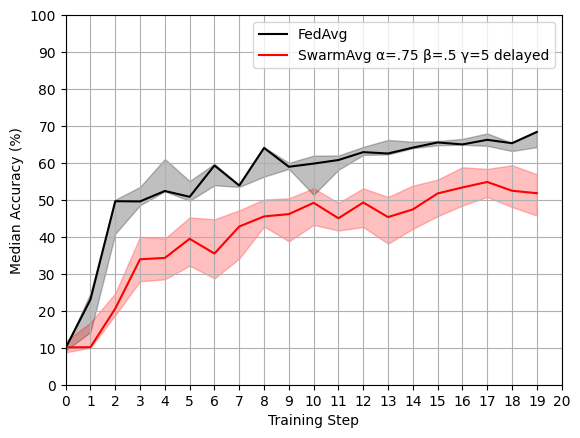 FedAvg
SwarmAvg α=.75 β=.5 γ=5 delayed
Median Accuracy (%)
100
90
80
70
60
50
40
30
20
10
0
0 1 2 3 4 5 6 7 8 9 10 11 12 13 14 15 16 17 18 19 20
Training Step